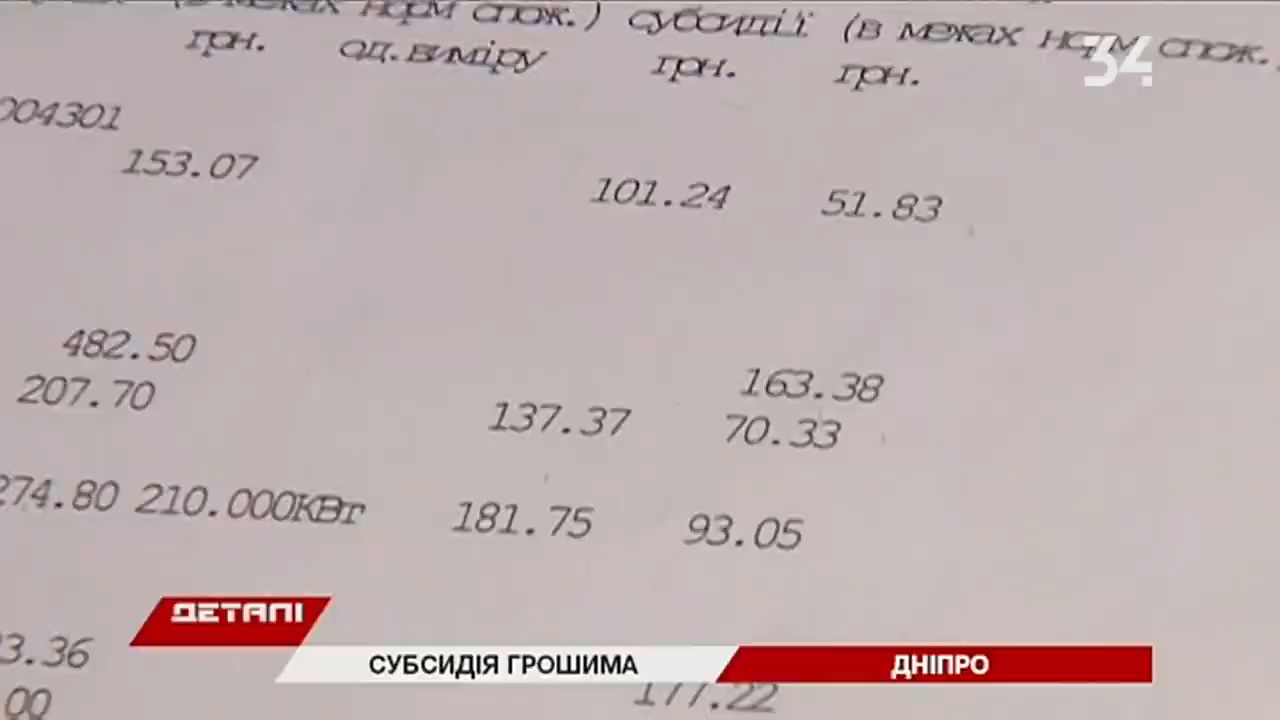 (в межах норм спож.) субсидії (в межах норм спож.
грн. од.виміру грн. грн.
34
004301
153.07 101.24 51.83
482.50 163.38
207.70 137.37 70.33
274.80 210.000КВт 181.75 93.05
ДЕТАЛІ
3.36
СУБСИДІЯ ГРОШИМА ДНІПРО
.00 177.22